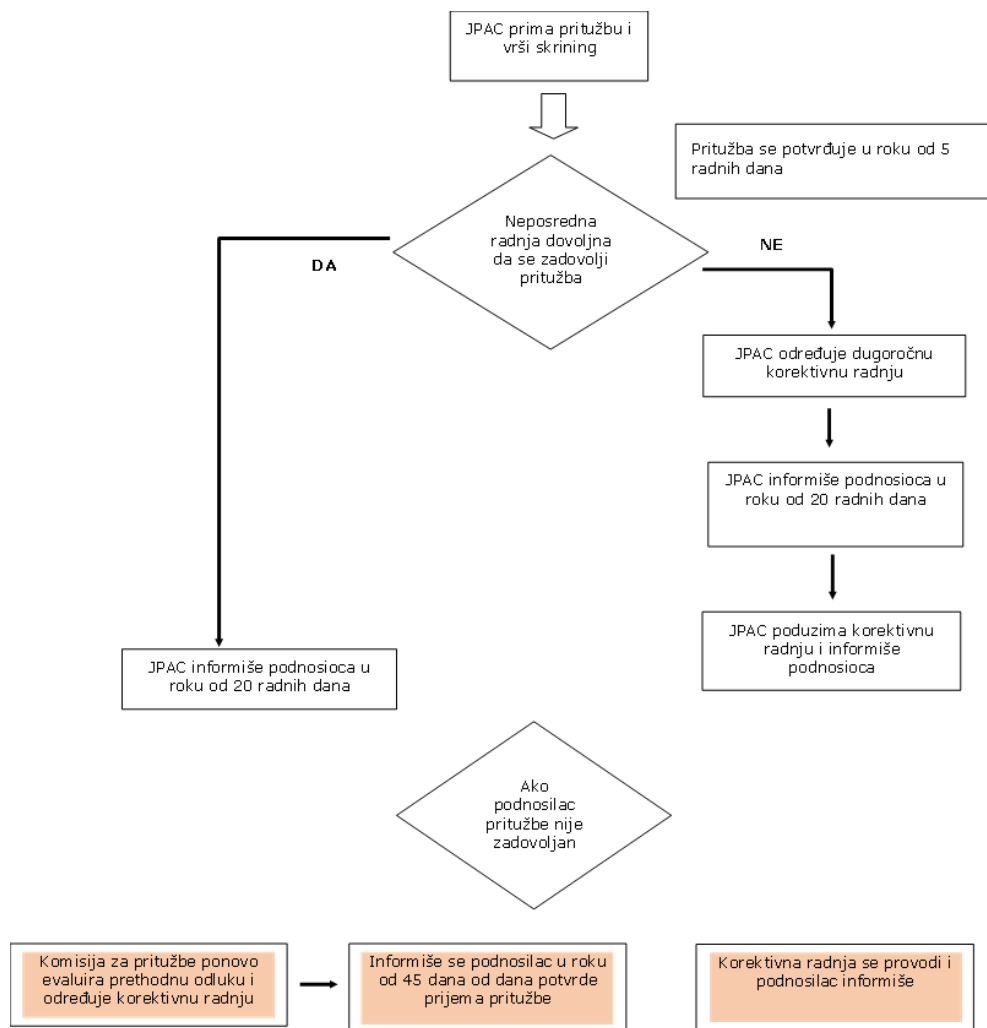 JPAC prima pritužbu i
vrši skrining
Pritužba se potvrđuje u roku od 5
radnih dana
Neposredna
radnja dovoljna
da se zadovolji
pritužba
DA
NE
JPAC određuje dugoročnu
korektivnu radnju
JPAC informiše podnosioca u
roku od 20 radnih dana
JPAC poduzima korektivnu
radnju i informiše
podnosioca
JPAC informiše podnosioca u
roku od 20 radnih dana
Ako
podnosilac
pritužbe nije
zadovoljan
Komisija za pritužbe ponovo
evaluira prethodnu odluku i
određuje korektivnu radnju
Informiše se podnosilac u roku
od 45 dana od dana potvrde
prijema pritužbe
Korektivna radnja se provodi i
podnosilac informiše